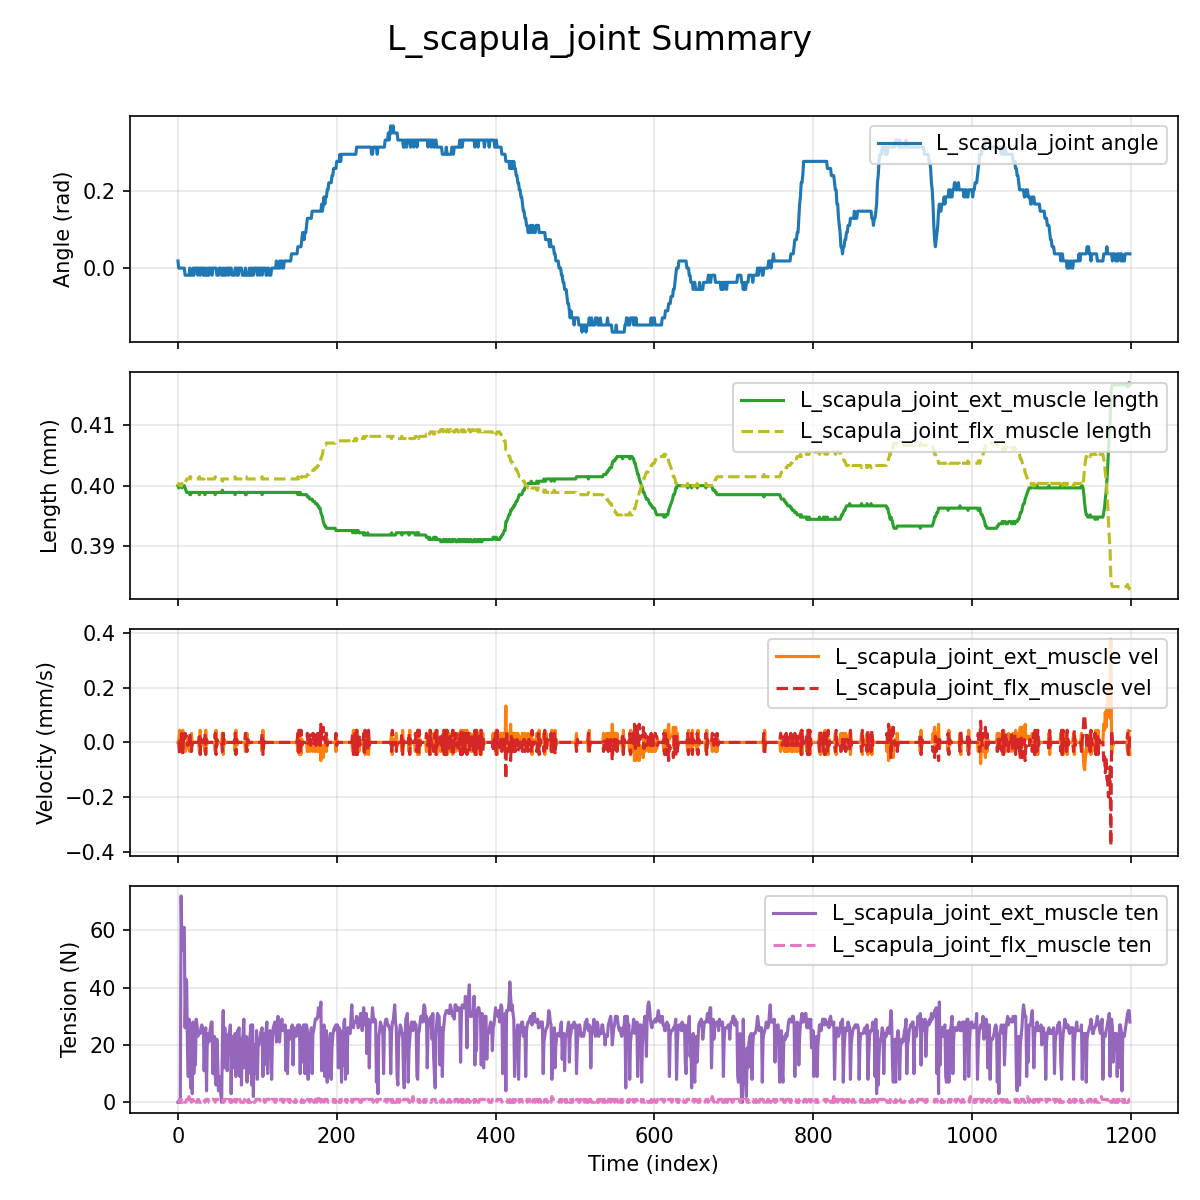 L_scapula_joint Summary
L_scapula_joint angle
0.2
0.0
Angle (rad)
L_scapula_joint_ext_muscle length
L_scapula_joint_flx_muscle length
0.41
0.40
0.39
Length (mm)
L_scapula_joint_ext_muscle vel
L_scapula_joint_flx_muscle vel
0.4
0.2
0.0
−0.2
−0.4
Velocity (mm/s)
L_scapula_joint_ext_muscle ten
L_scapula_joint_flx_muscle ten
60
40
20
0
Tension (N)
0 200 400 600 800 1000 1200
Time (index)